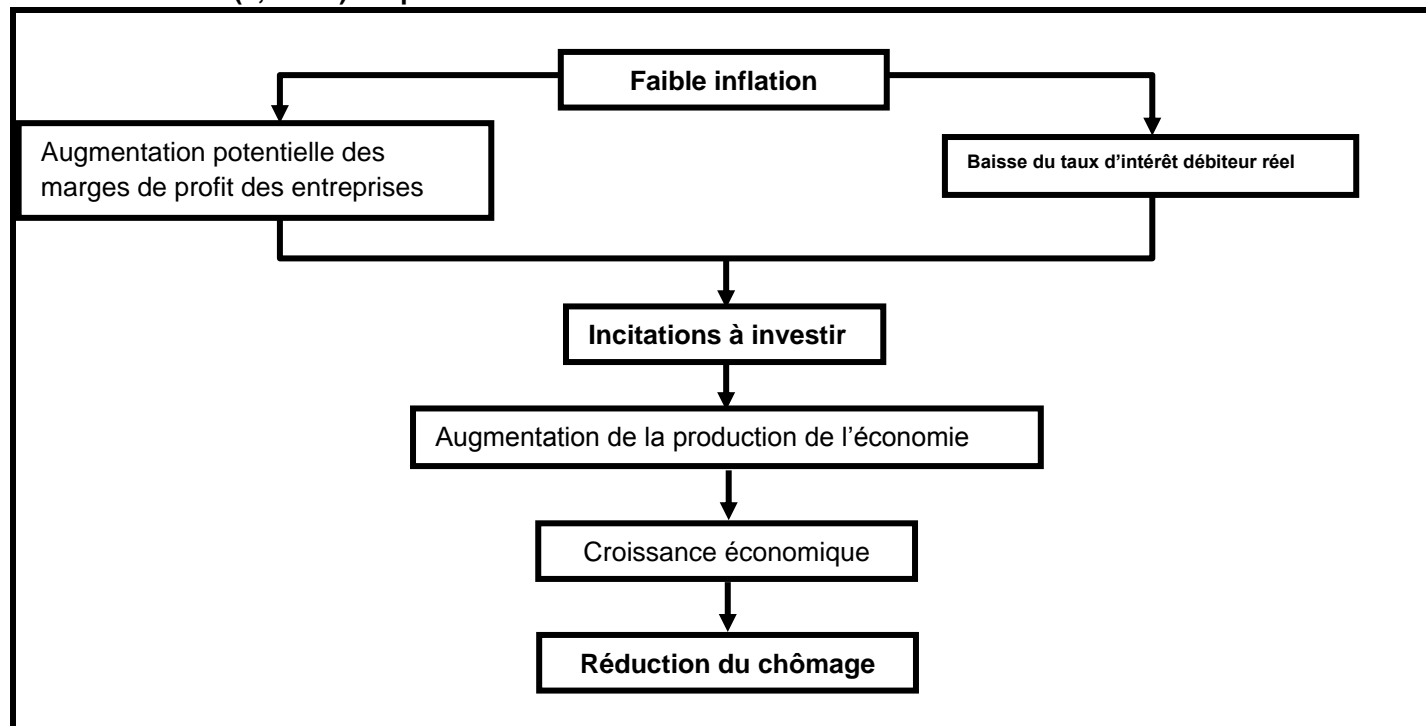 Faible inflation
Augmentation potentielle des
marges de profit des entreprises
Baisse du taux d'intérêt débiteur réel
Incitations à investir
Augmentation de la production de l'économie
Croissance économique
Réduction du chômage